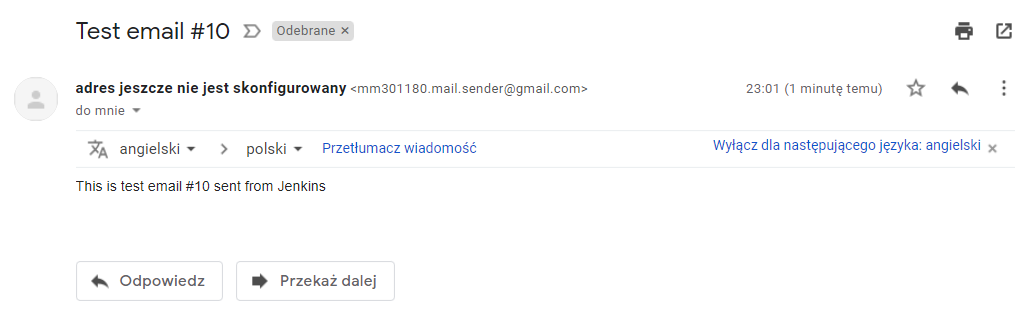 Test email #10 Odebrane ×
adres jeszcze nie jest skonfigurowany <mm301180.mail.sender@gmail.com> 23:01 (1 minutę temu)
do mnie
angielski polski Przetłumacz wiadomość Wyłącz dla następującego języka: angielski ×
This is test email #10 sent from Jenkins
Odpowiedz Przekaż dalej